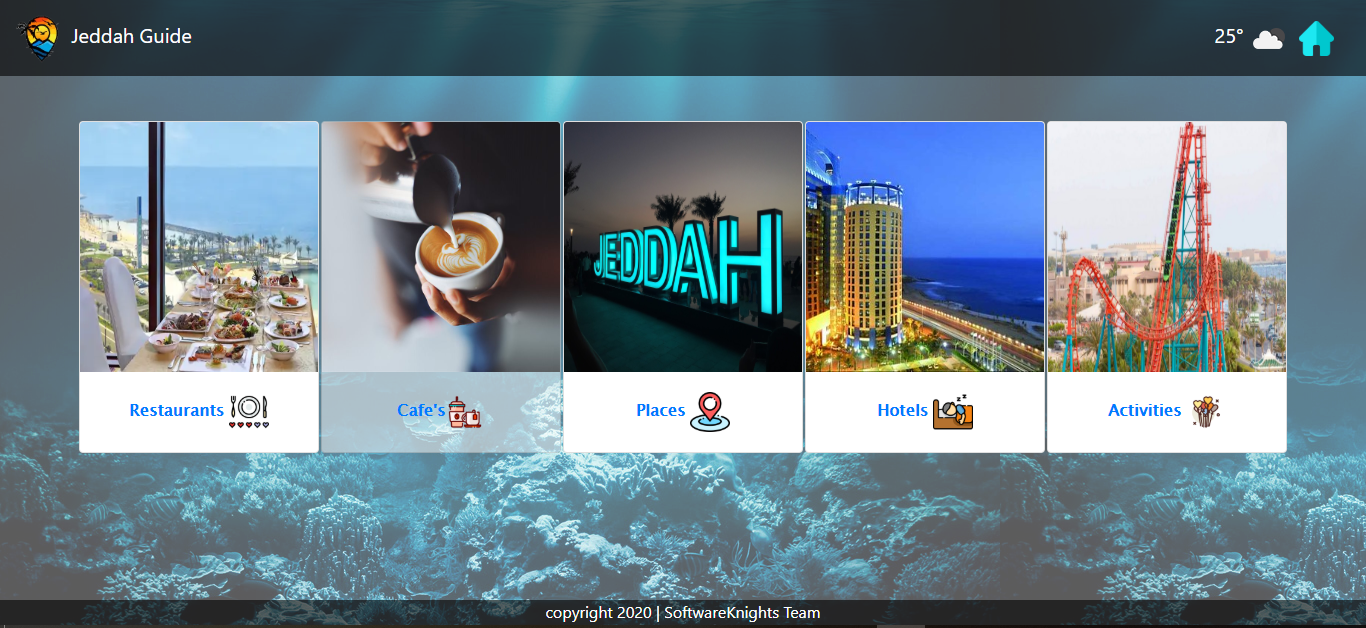 Jeddah Guide
25°
JEDDAH
Restaurants
Cafe's
Places
Hotels
Activities
copyright 2020 | SoftwareKnights Team